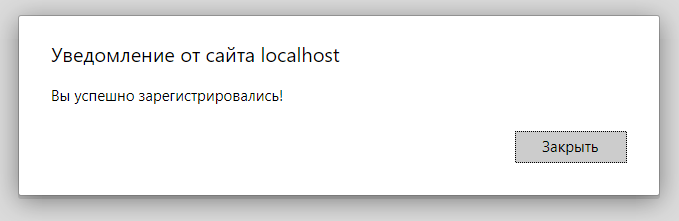 Уведомление от сайта localhost
Вы успешно зарегистрировались!
Закрыть